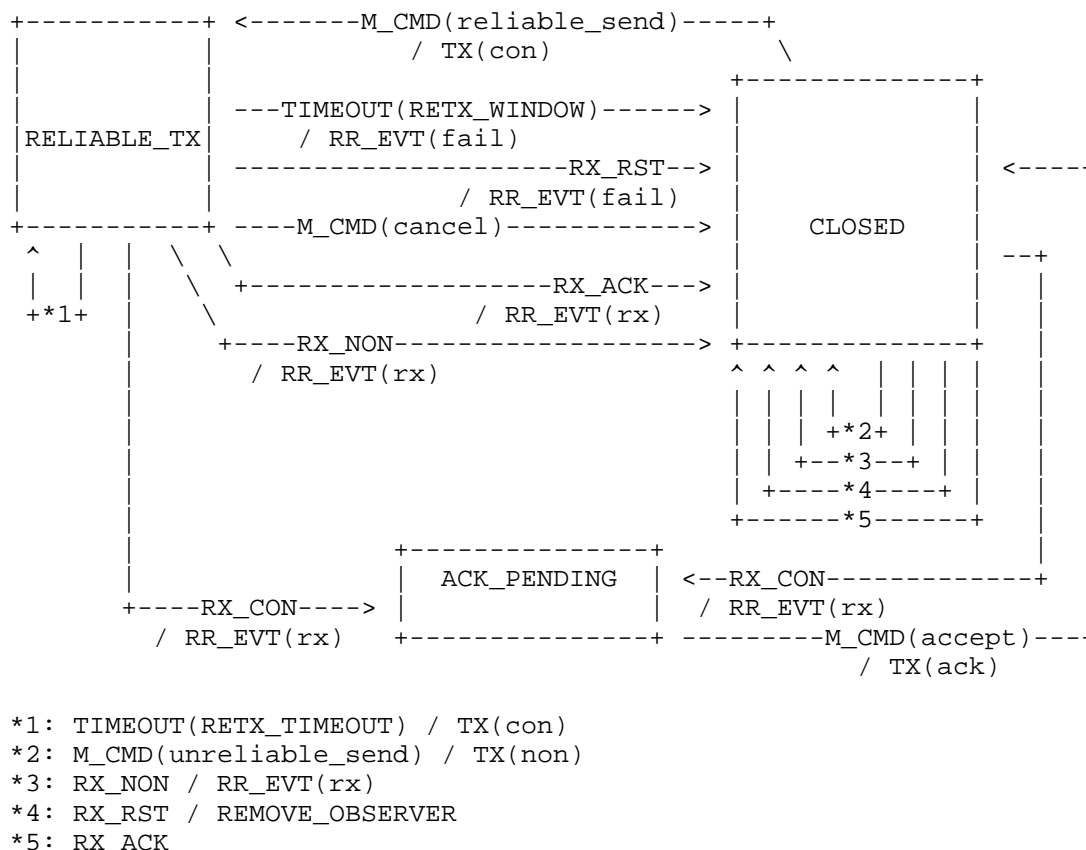 M_CMD(reliable_send)
/ TX(con)
TIMEOUT(RETX_WINDOW)
RELIABLE_TX
/ RR_EVT(fail)
RX_RST
/ RR_EVT(fail)
M_CMD(cancel)
CLOSED
RX_ACK
*1
/ RR_EVT(rx)
RX_NON
/ RR_EVT(rx)
*2
*3
*4
*5
ACK_PENDING
RX_CON
RX_CON
/ RR_EVT(rx)
/ RR_EVT(rx)
M_CMD(accept)
/ TX(ack)
*1: TIMEOUT(RETX_TIMEOUT) / TX(con)
*2: M_CMD(unreliable_send) / TX(non)
*3: RX_NON / RR_EVT(rx)
*4: RX_RST / REMOVE_OBSERVER
*5: RX_ACK